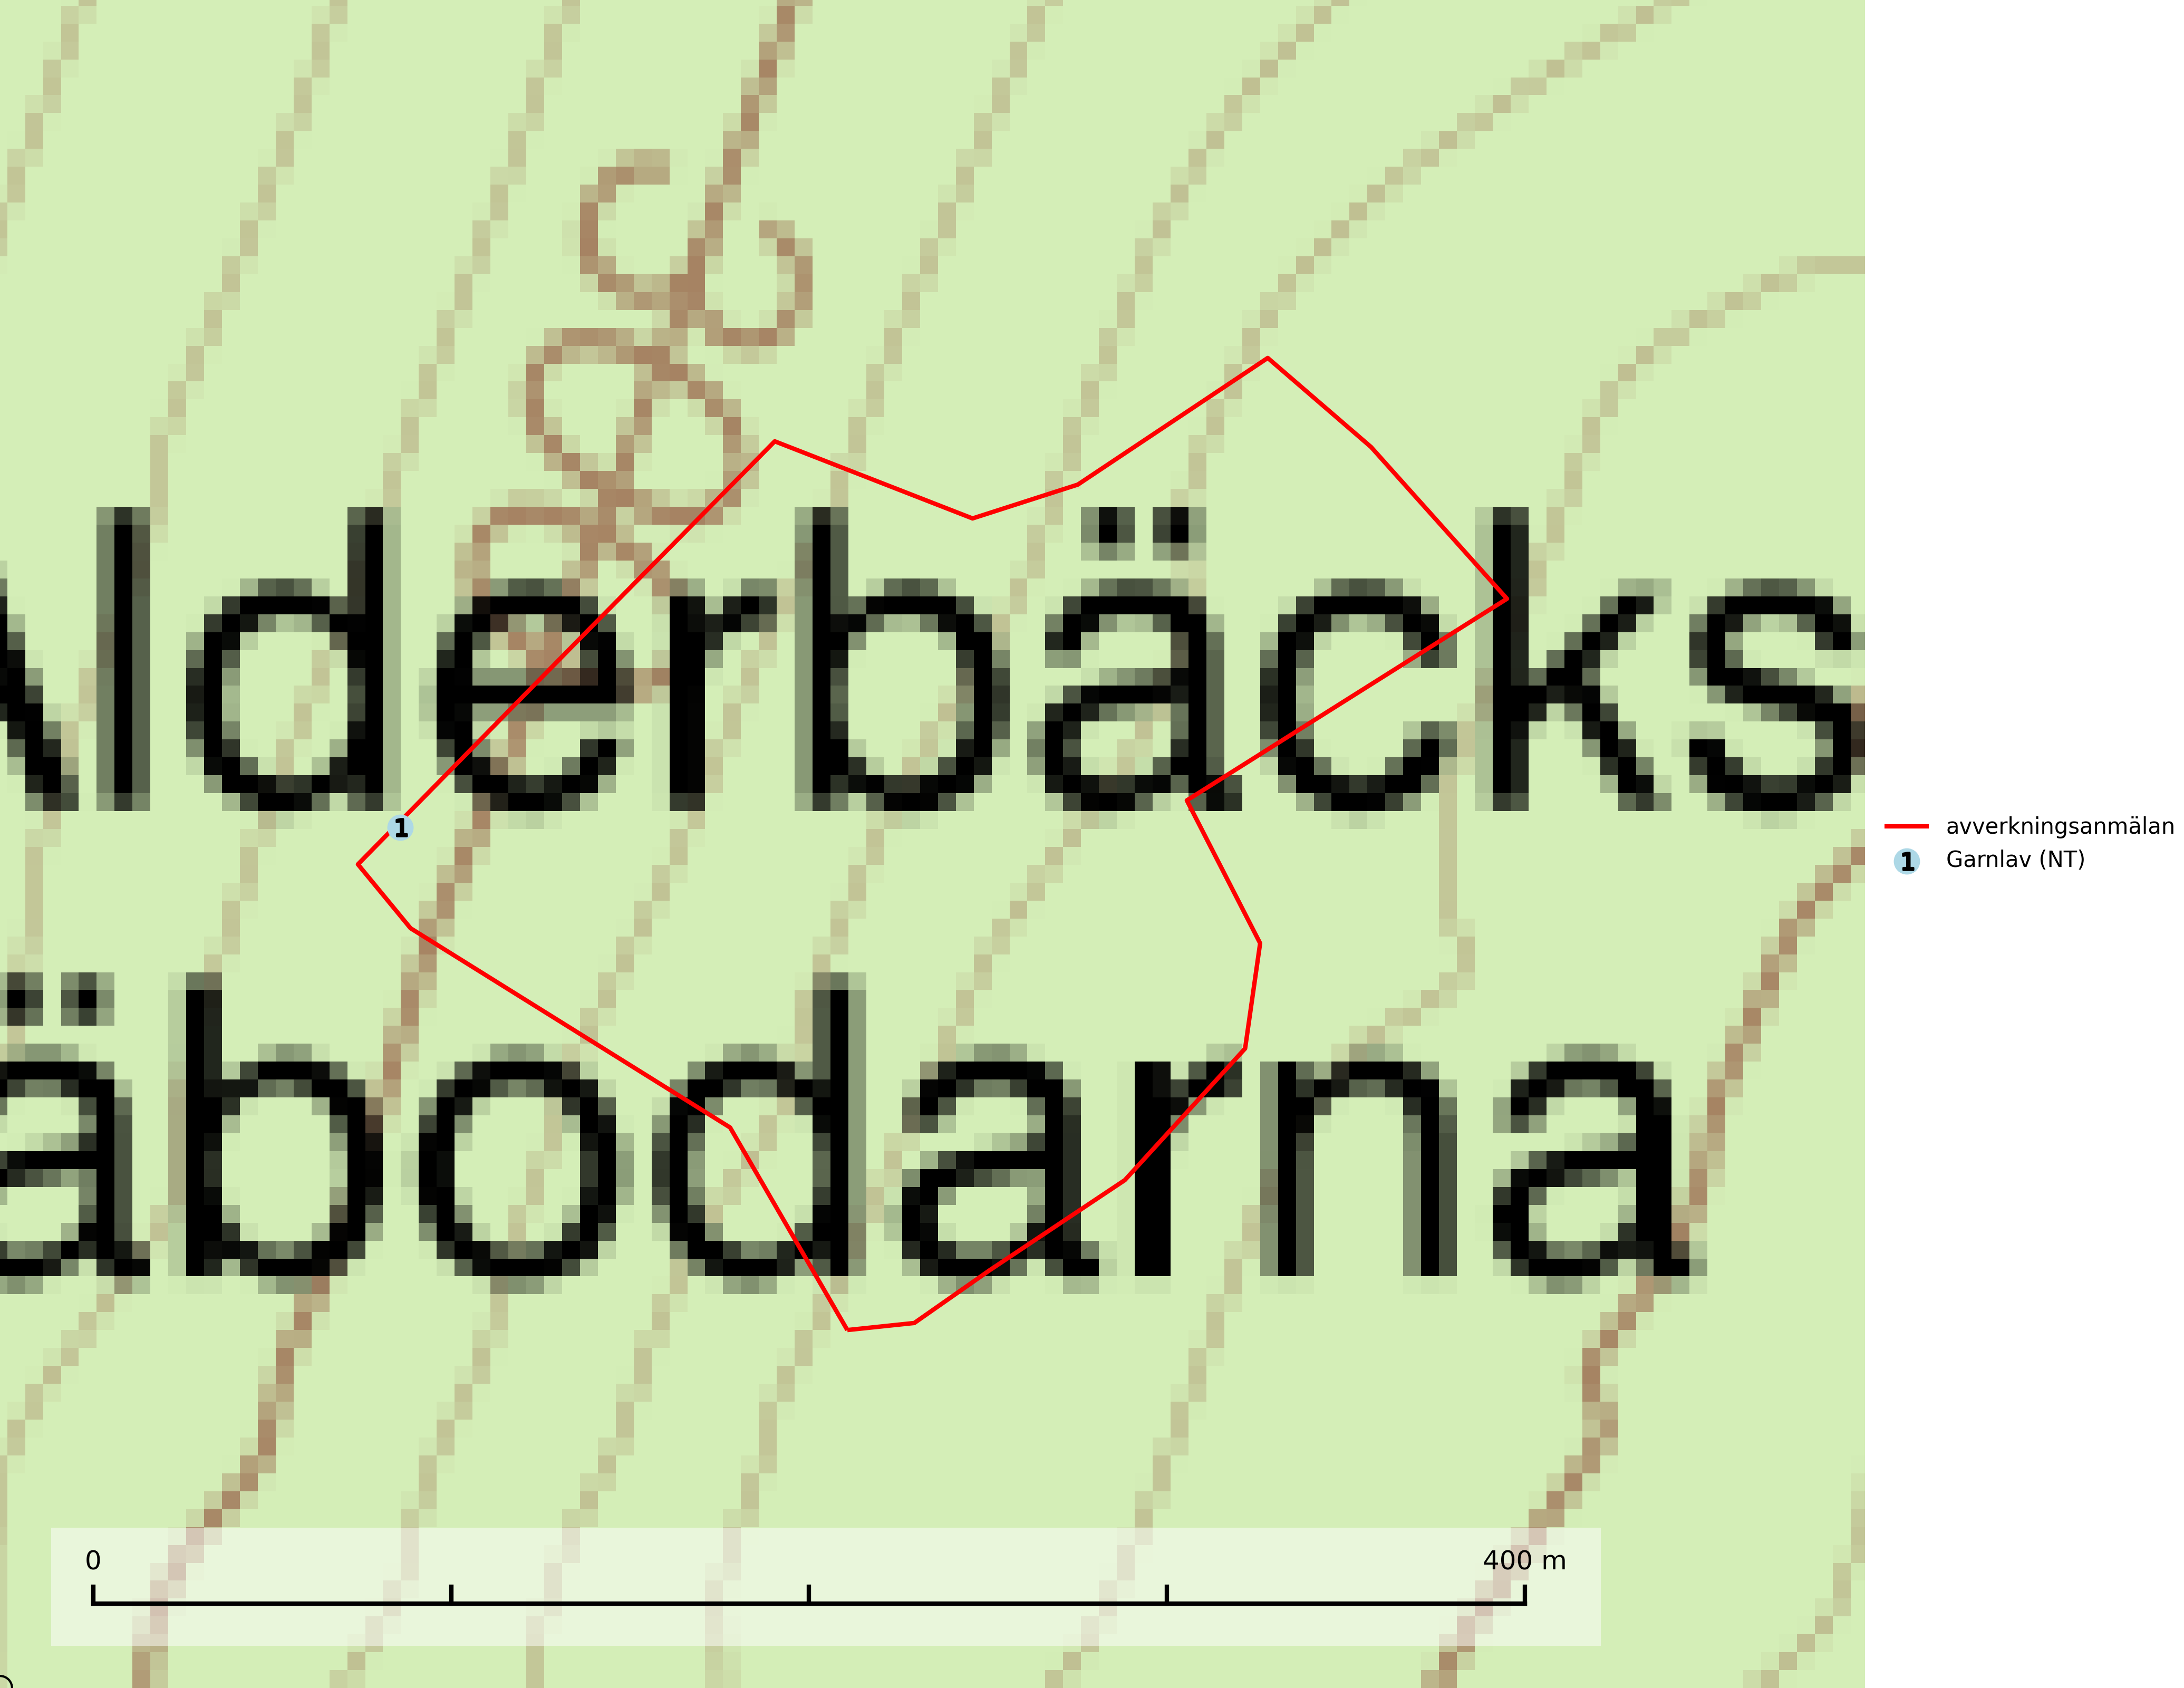 lderbäcks
äbodarna
1
0
400 m
avverkningsanmälan
1 Garnlav (NT)